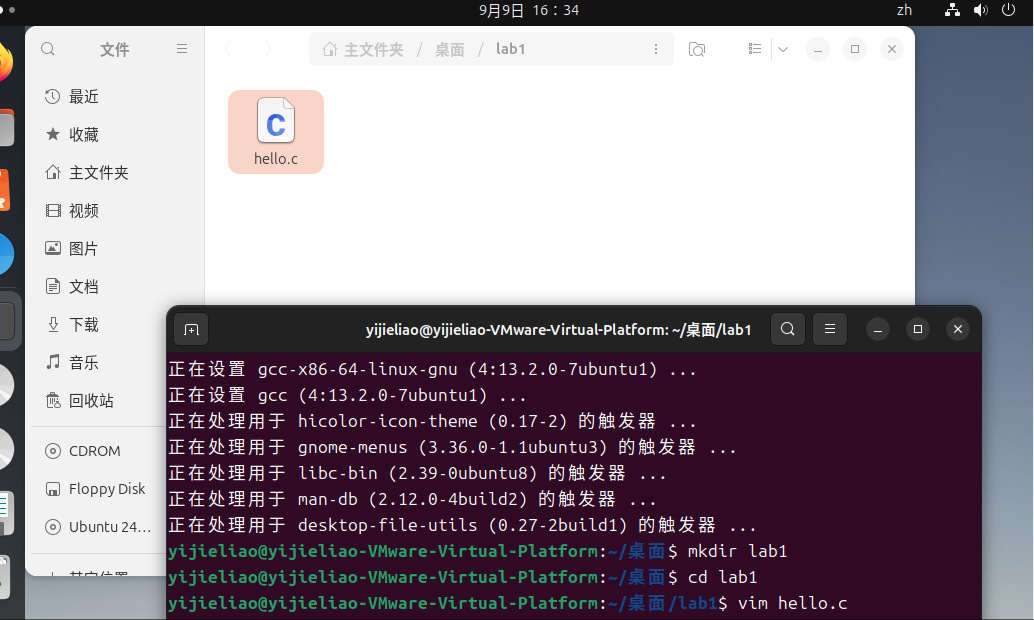 9月9日 16：34
zh
文件
主文件夹 / 桌面 / lab1
最近
收藏
主文件夹
视频
图片
文档
下载
音乐
回收站
CDROM
Floppy Disk
Ubuntu 24…
hello.c
yijieliao@yijieliao-VMware-Virtual-Platform: ~/桌面/lab1
正在设置 gcc-x86-64-linux-gnu (4:13.2.0-7ubuntu1) ...
正在设置 gcc (4:13.2.0-7ubuntu1) ...
正在处理用于 hicolor-icon-theme (0.17-2) 的触发器 ...
正在处理用于 gnome-menus (3.36.0-1.1ubuntu3) 的触发器 ...
正在处理用于 libc-bin (2.39-0ubuntu8) 的触发器 ...
正在处理用于 man-db (2.12.0-4build2) 的触发器 ...
正在处理用于 desktop-file-utils (0.27-2build1) 的触发器 ...
yijieliao@yijieliao-VMware-Virtual-Platform:~/桌面$ mkdir lab1
yijieliao@yijieliao-VMware-Virtual-Platform:~/桌面$ cd lab1
yijieliao@yijieliao-VMware-Virtual-Platform:~/桌面/lab1$ vim hello.c